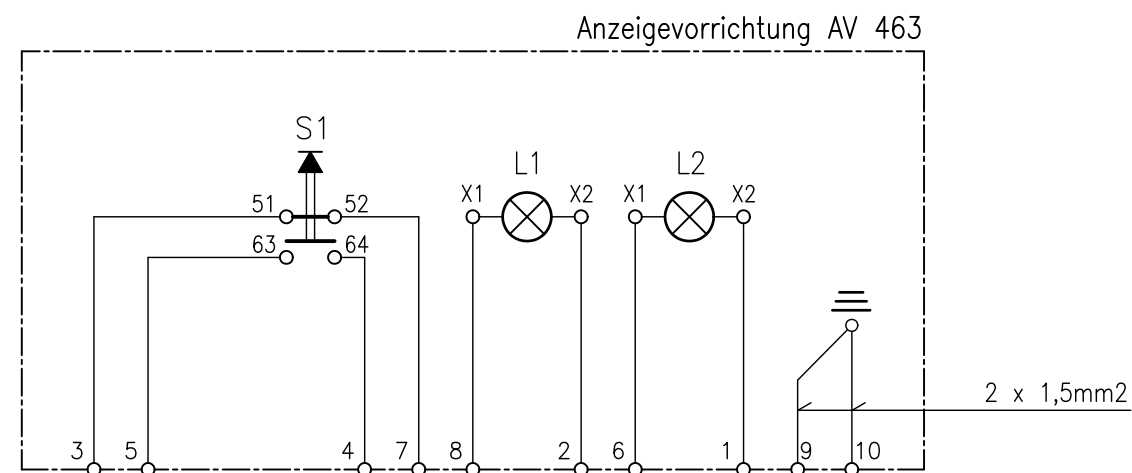 Anzeigevorrichtung AV 463
S1
L1
L2
51 52
X1 X2
X1 X2
63 64
2 x 1,5mm2
3 5 4 7 8 2 6 1 9 10